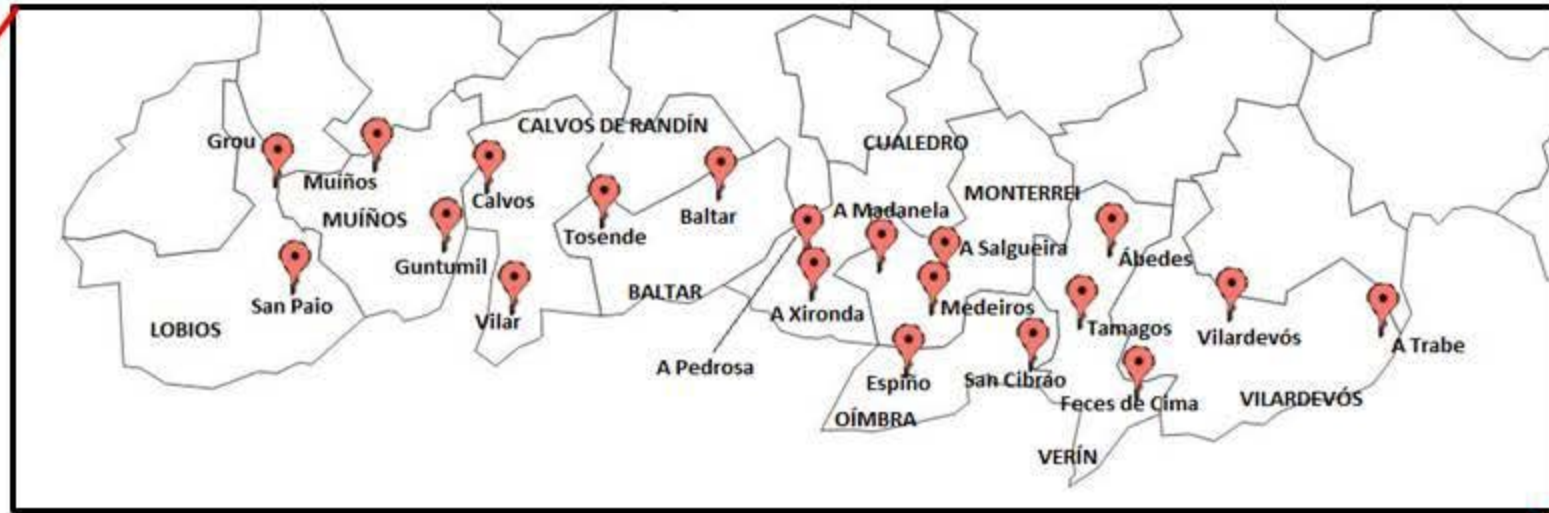 CALVOS DE RANDÍN
Grou
CUALEDRO
Muíños
MONTERREI
Calvos
A Madanela
Baltar
MUÍÑOS
Tosende
A Salgueira
Ábedes
Guntumil
BALTAR
San Paio
Medeiros
A Xironda
Vilar
LOBIOS
Tamagos
Vilardevós
A Trabe
A Pedrosa
Espiño
San Cibrao
VILARDEVÓS
Feces de Cima
OÍMBRA
VERÍN